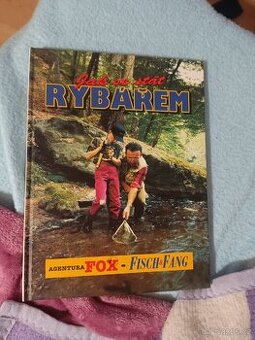 Jak se stát
RYBÁŘEM
AGENTURA FOX - FISCH-FANG